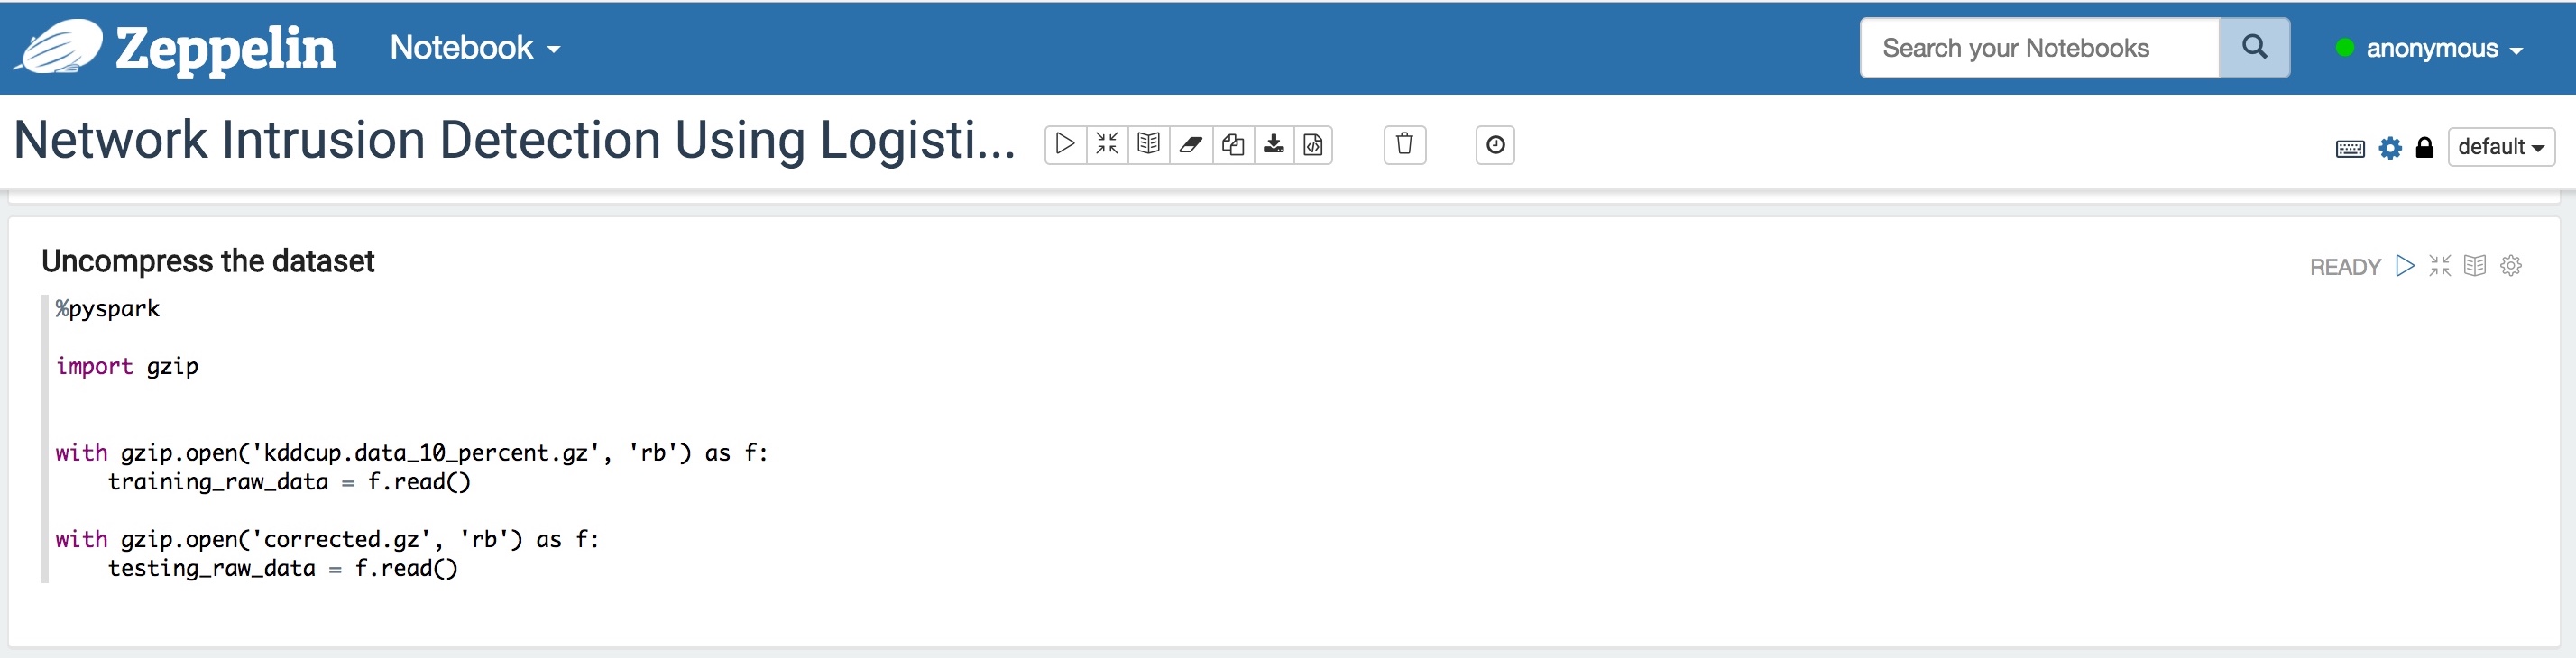 Zeppelin Notebook Search your Notebooks anonymous
Network Intrusion Detection Using Logisti... default
Uncompress the dataset READY
%pyspark
import gzip
with gzip.open('kddcup.data_10_percent.gz', 'rb') as f:
    training_raw_data = f.read()
with gzip.open('corrected.gz', 'rb') as f:
    testing_raw_data = f.read()